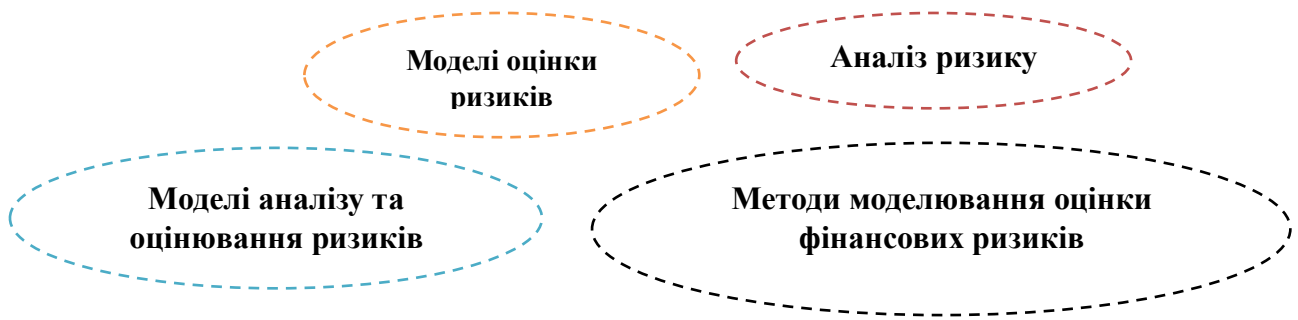 Моделі оцінки
ризиків
Аналіз ризику
Моделі аналізу та
оцінювання ризиків
Методи моделювання оцінки
фінансових ризиків